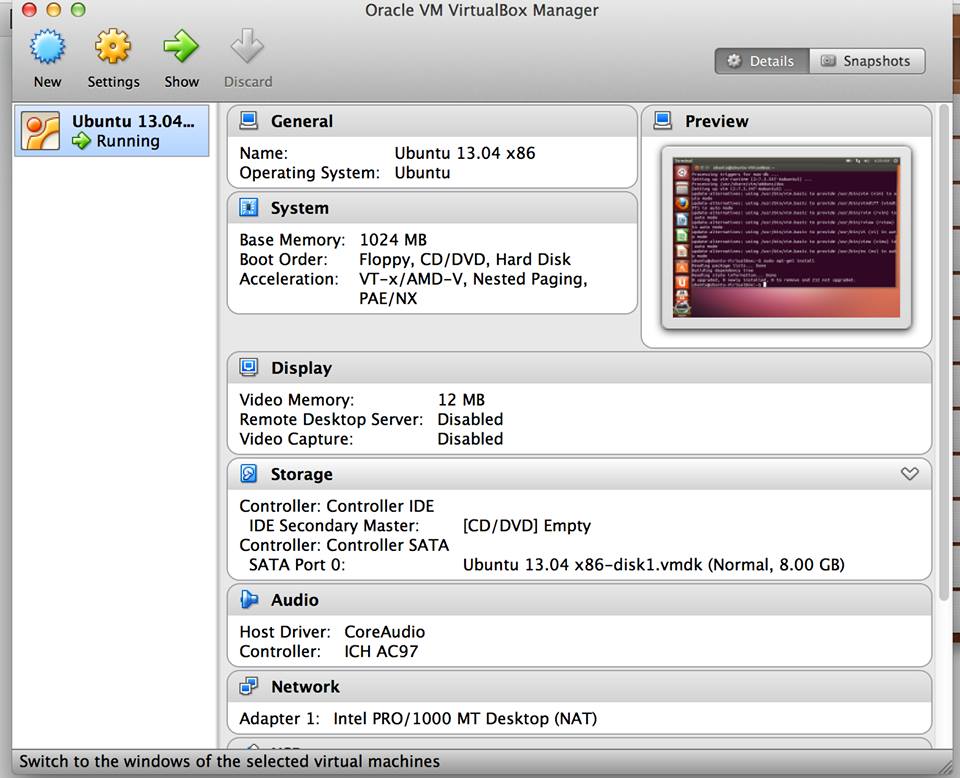 Oracle VM VirtualBox Manager
New
Settings
Show
Discard
Details
Snapshots
Ubuntu 13.04...
Running
General
Name: Ubuntu 13.04 x86
Operating System: Ubuntu
System
Base Memory: 1024 MB
Boot Order: Floppy, CD/DVD, Hard Disk
Acceleration: VT-x/AMD-V, Nested Paging,
PAE/NX
Preview
Display
Video Memory: 12 MB
Remote Desktop Server: Disabled
Video Capture: Disabled
Storage
Controller: Controller IDE
IDE Secondary Master: [CD/DVD] Empty
Controller: Controller SATA
SATA Port 0: Ubuntu 13.04 x86-disk1.vmdk (Normal, 8.00 GB)
Audio
Host Driver: CoreAudio
Controller: ICH AC97
Network
Adapter 1: Intel PRO/1000 MT Desktop (NAT)
Switch to the windows of the selected virtual machines